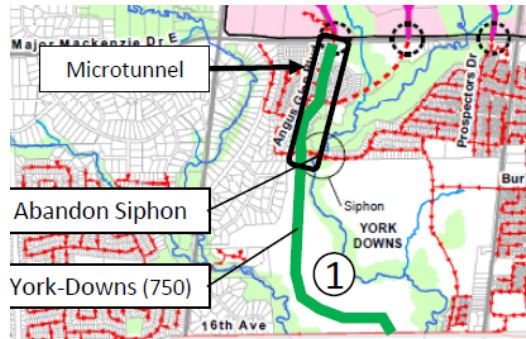 Major Mackenzie Dr E
Microtunnel
Angus Glen Blvd
Prospectors Dr
Abandon Siphon
Siphon
Bur
YORK
DOWNS
York-Downs (750)
1
16th Ave